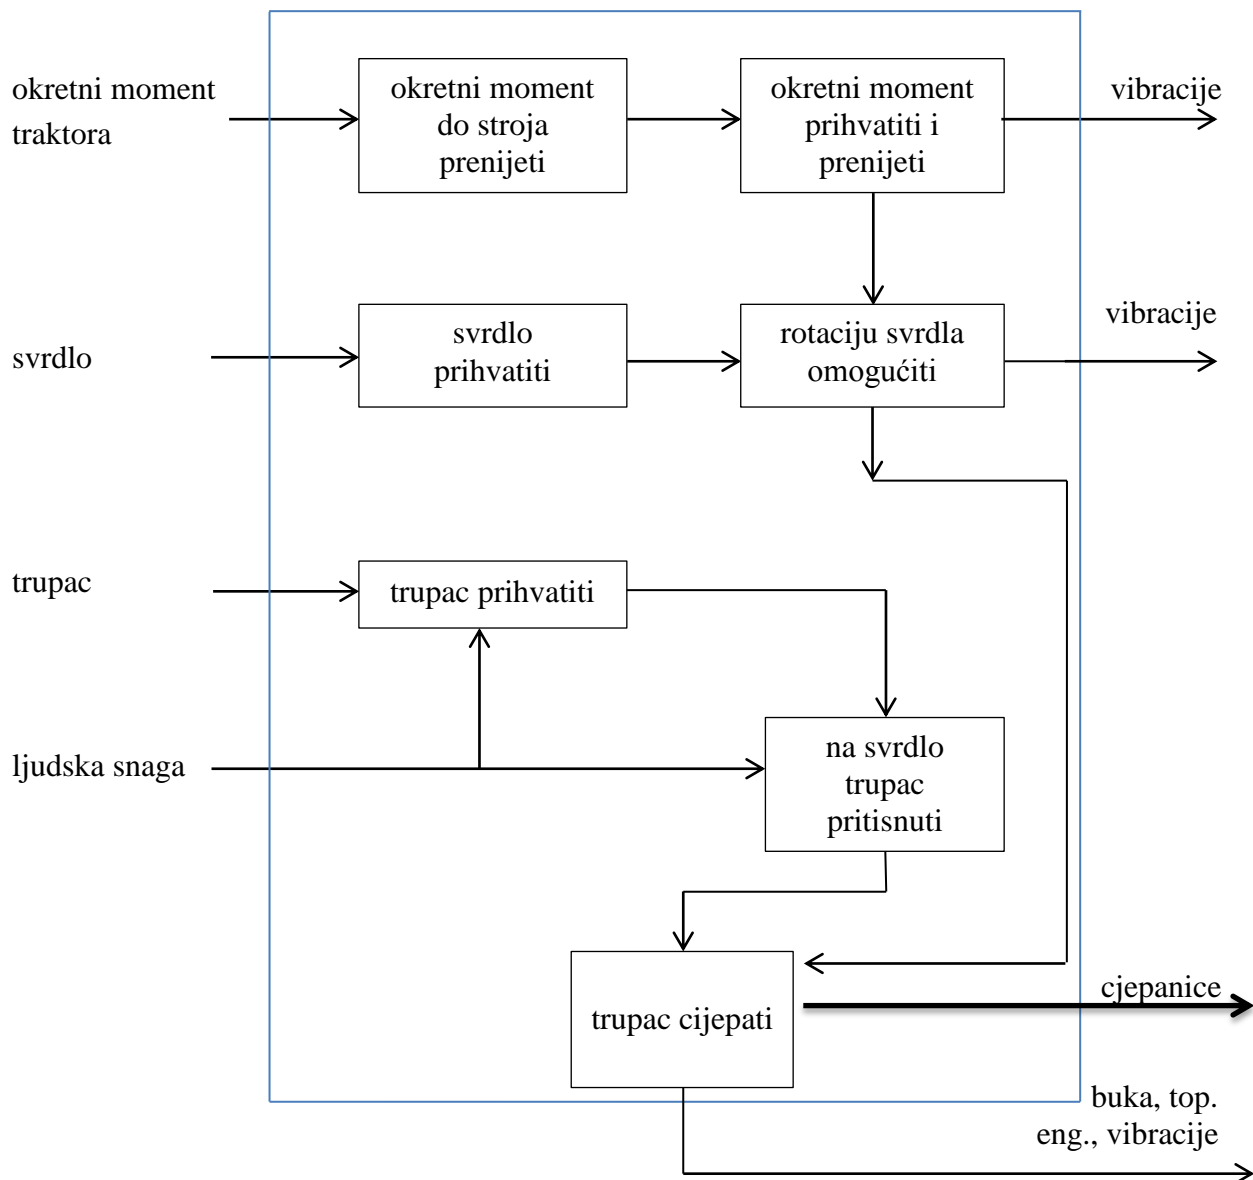 okretni moment
traktora
okretni moment
do stroja
prenijeti
okretni moment
prihvatiti i
prenijeti
vibracije
svrdlo
svrdlo
prihvatiti
rotaciju svrdla
omogućiti
vibracije
trupac
trupac prihvatiti
ljudska snaga
na svrdlo
trupac
pritisnuti
trupac cijepati
cjepanice
buka, top.
eng., vibracije